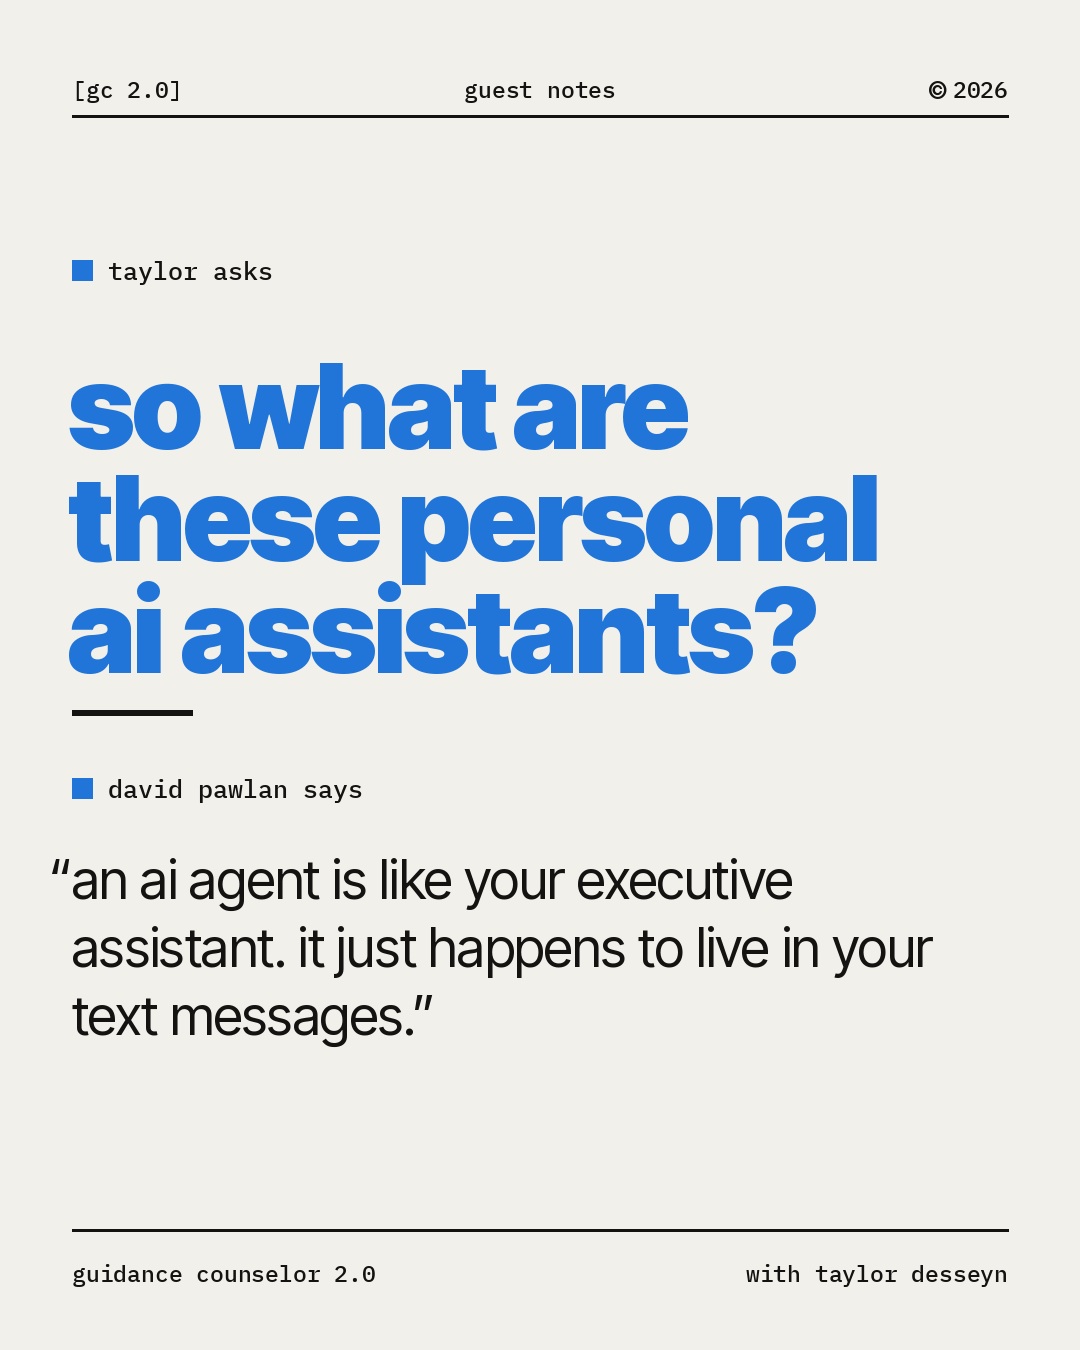 [gc 2.0] guest notes © 2026
taylor asks
so what are
these personal
ai assistants?
david pawlan says
“an ai agent is like your executive
assistant. it just happens to live in your
text messages.”
guidance counselor 2.0 with taylor desseyn